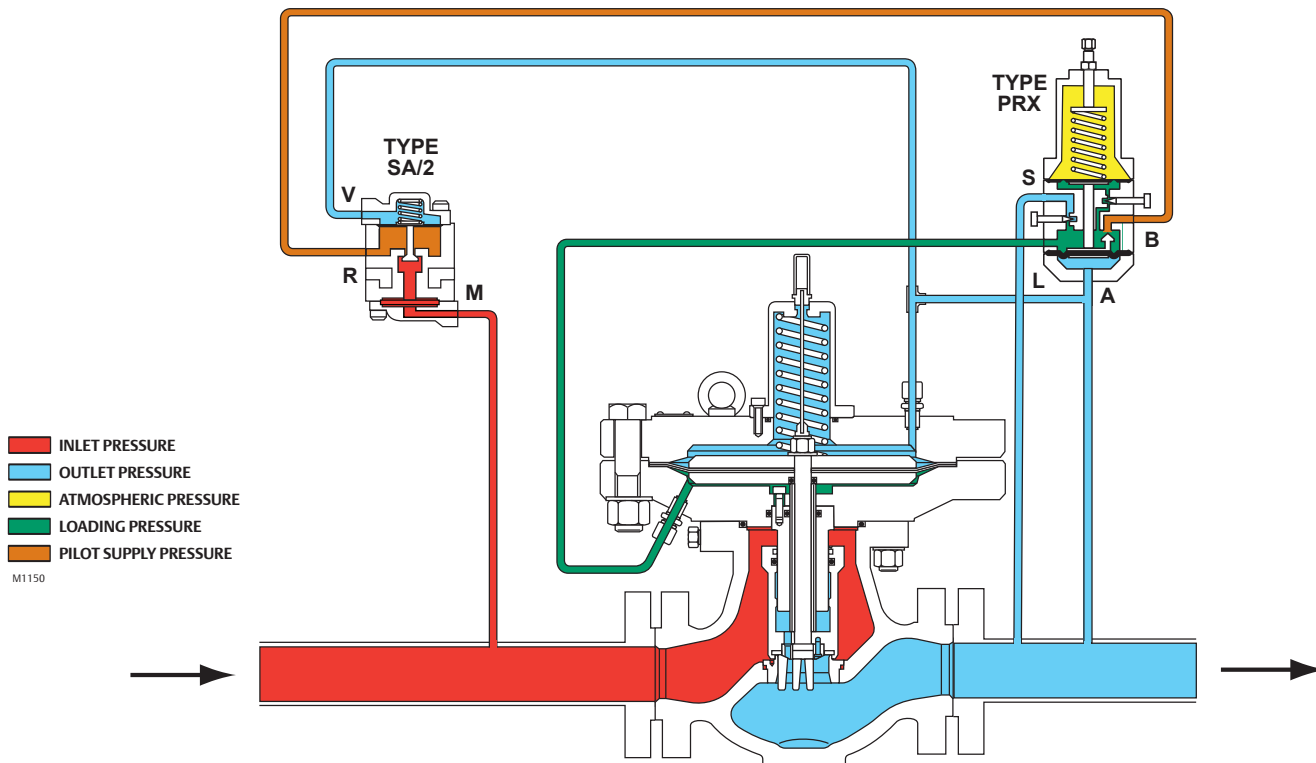 TYPE
PRX
TYPE
SA/2
S
V
B
R
L
A
M
INLET PRESSURE
OUTLET PRESSURE
ATMOSPHERIC PRESSURE
LOADING PRESSURE
PILOT SUPPLY PRESSURE
M1150